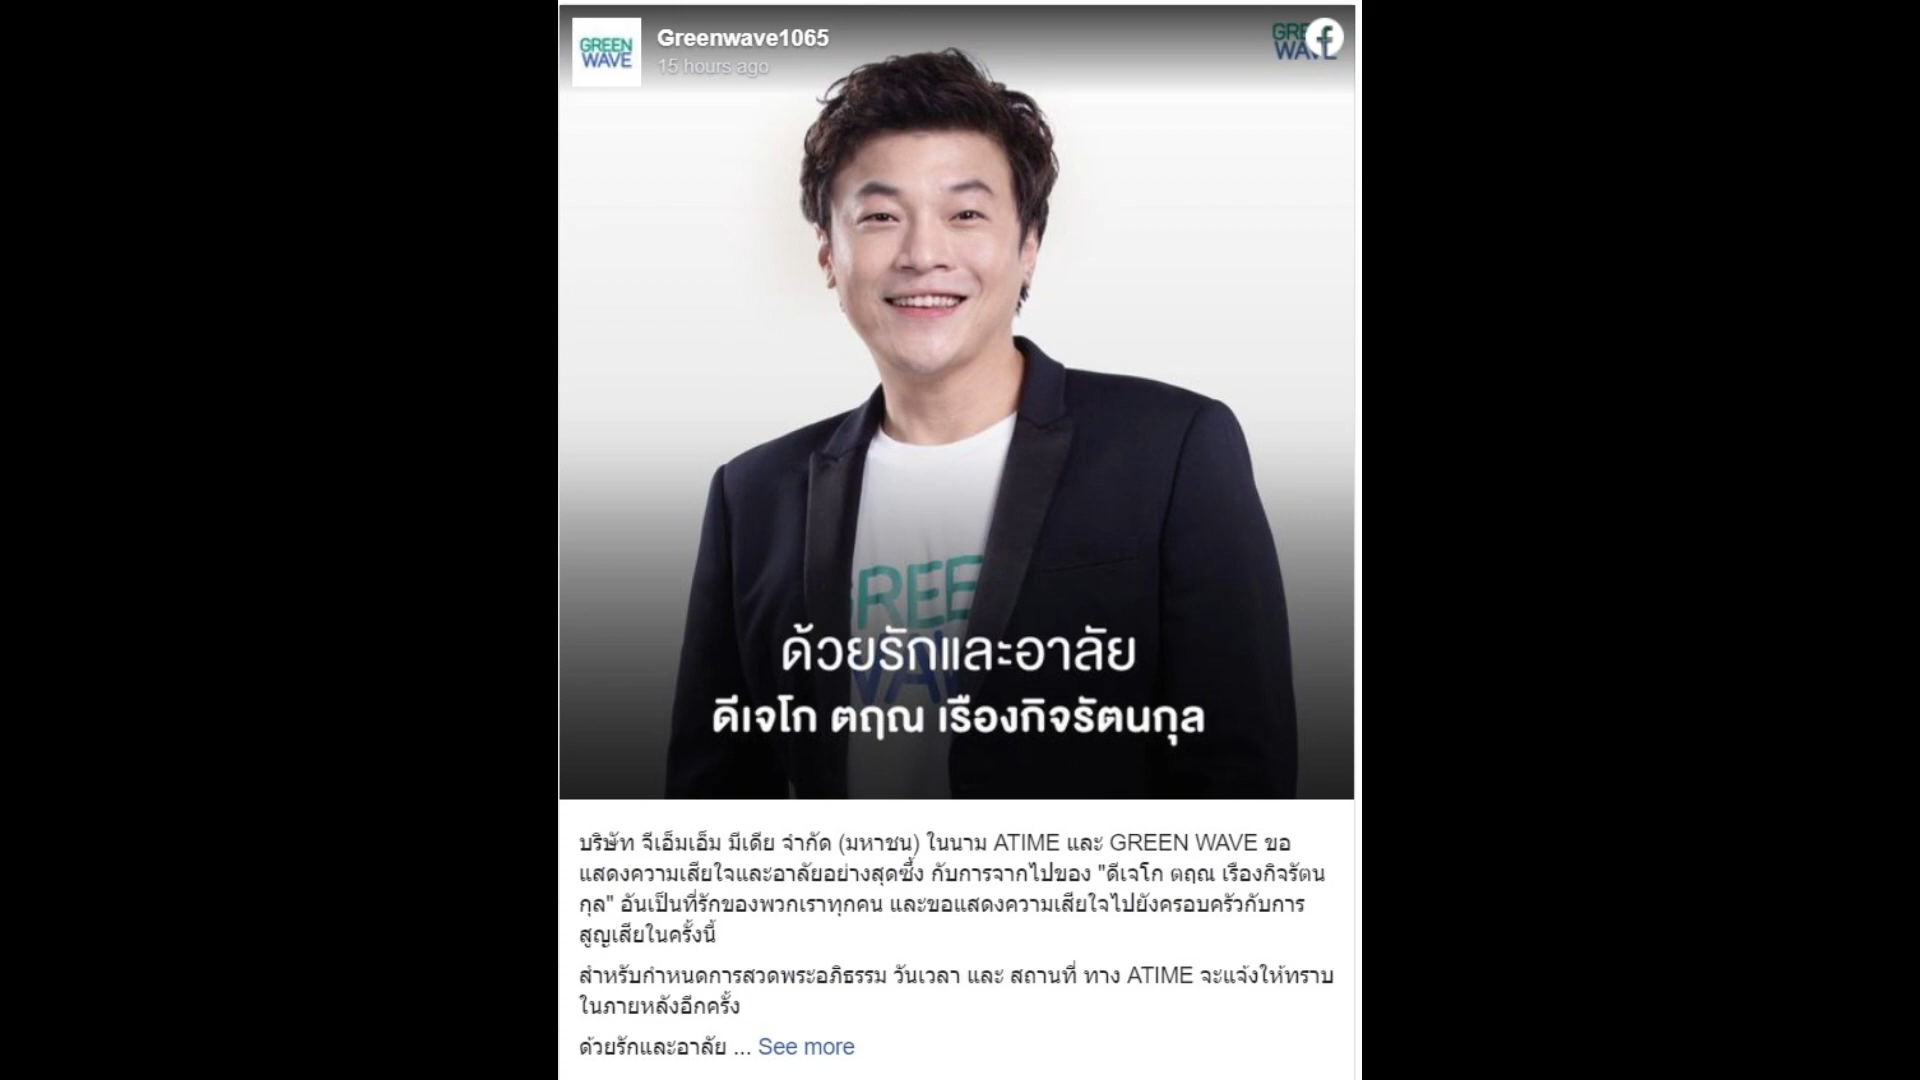 GREEN
WAVE
Greenwave1065
15 hours ago
GREE
ด้วยรักและอาลัย
ดีเจโก ตฤณ เรืองกิจรัตนกุล
บริษัท จีเอ็มเอ็ม มีเดีย จำกัด (มหาชน) ในนาม ATIME และ GREEN WAVE ขอ
แสดงความเสียใจและอาลัยอย่างสุดซึ้ง กับการจากไปของ "ดีเจโก ตฤณ เรืองกิจรัตน
กุล" อันเป็นที่รักของพวกเราทุกคน และขอแสดงความเสียใจไปยังครอบครัวกับการ
สูญเสียในครั้งนี้
สำหรับกำหนดการสวดพระอภิธรรม วันเวลา และ สถานที่ ทาง ATIME จะแจ้งให้ทราบ
ในภายหลังอีกครั้ง
ด้วยรักและอาลัย ... See more